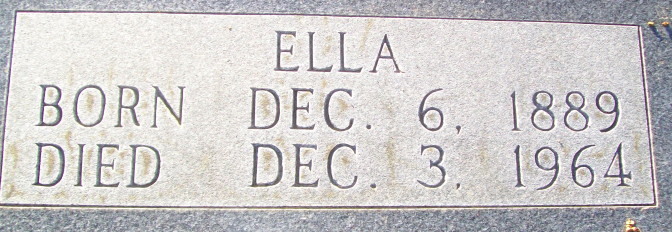 ELLA
BORN DEC. 6, 1889
DIED DEC. 3, 1964